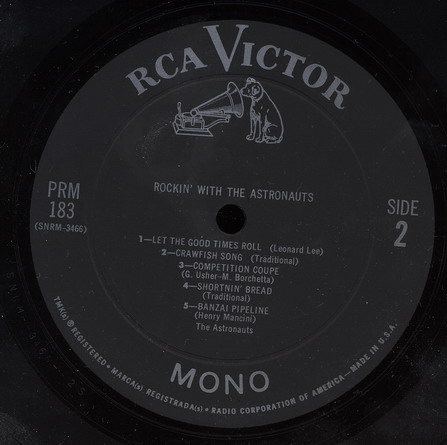 RCA VICTOR
ROCKIN' WITH THE ASTRONAUTS
PRM
183
(SNRM-3466)
SIDE
2
1—LET THE GOOD TIMES ROLL (Leonard Lee)
2—CRAWFISH SONG (Traditional)
3—COMPETITION COUPE
(G. Usher-M. Borchetta)
4—SHORTNIN' BREAD
(Traditional)
5—BANZAI PIPELINE
(Henry Mancini)
The Astronauts
MONO
TMK(s) ® REGISTERED • MARCA(s) REGISTRADA(s) • RADIO CORPORATION OF AMERICA—MADE IN U.S.A.